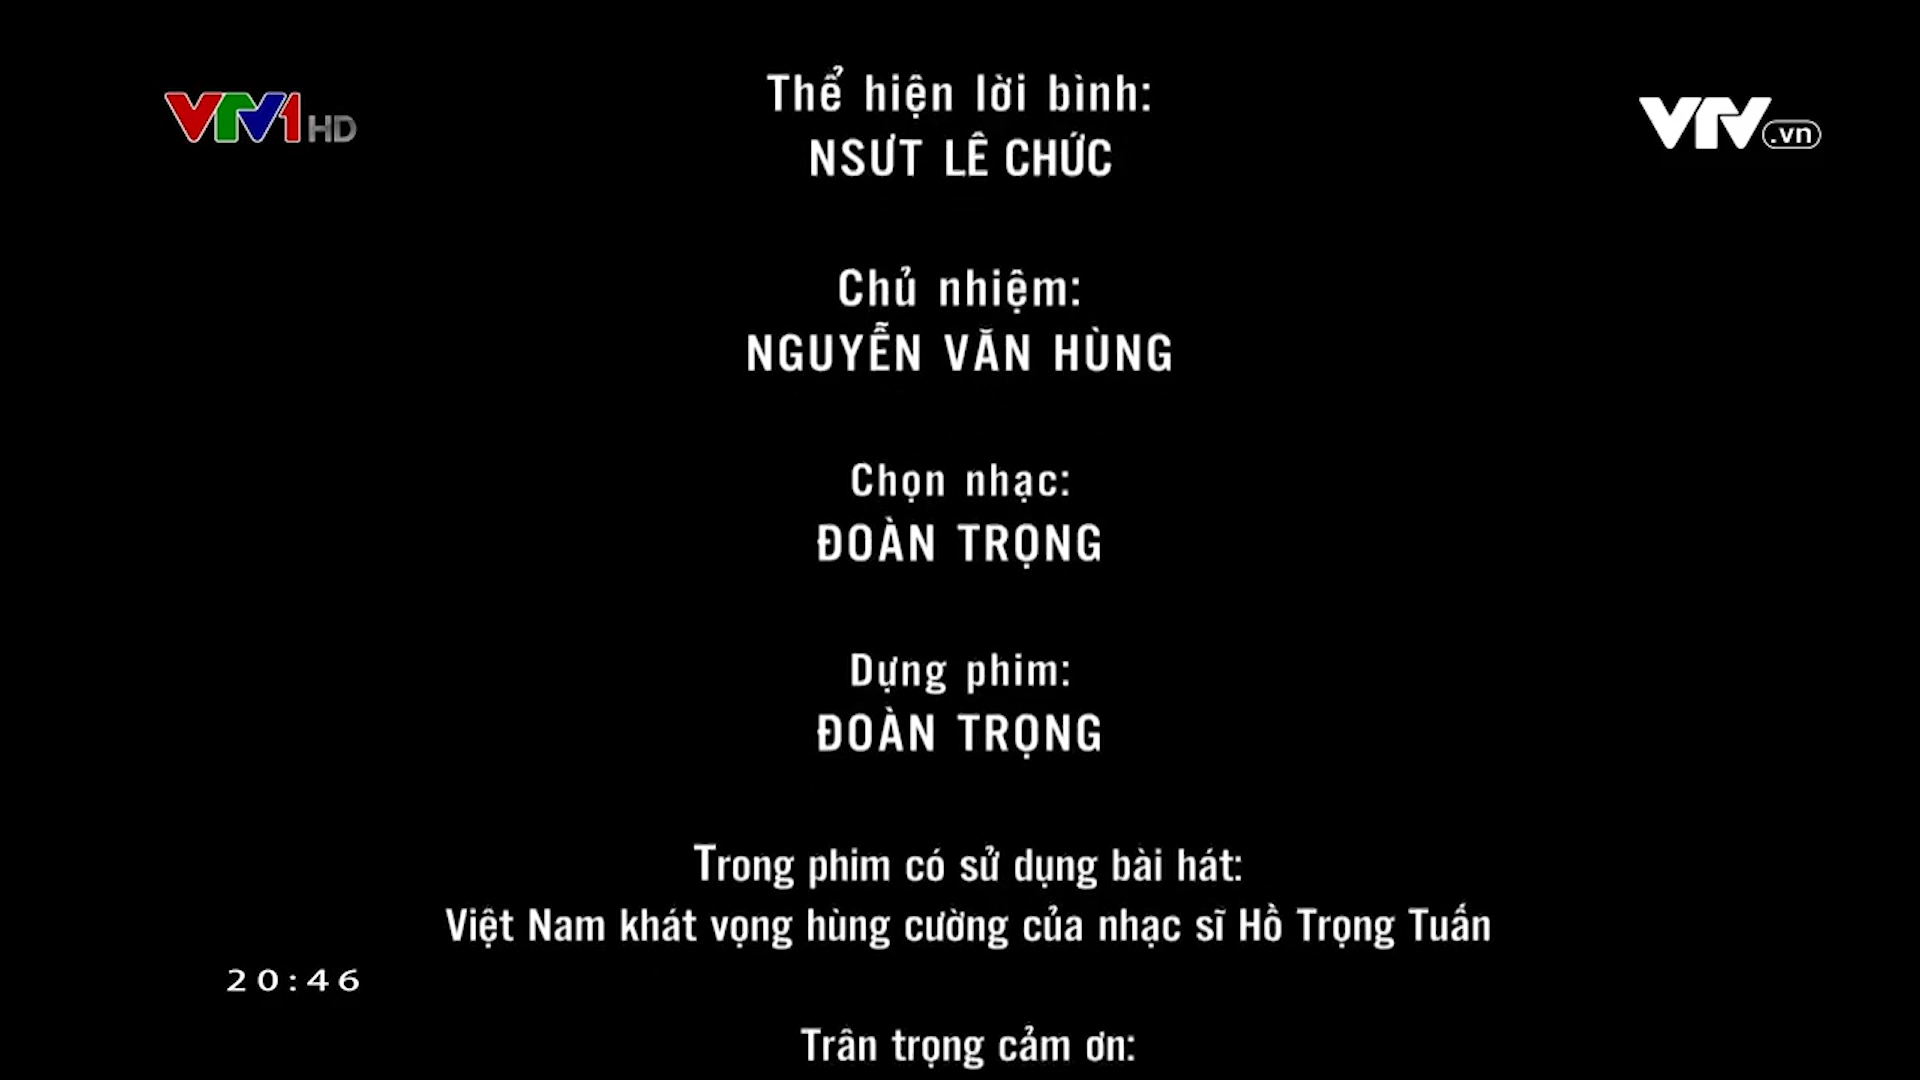 VTV1 HD
VTV.vn
Thể hiện lời bình:
NSƯT LÊ CHỨC
Chủ nhiệm:
NGUYỄN VĂN HÙNG
Chọn nhạc:
ĐOÀN TRỌNG
Dựng phim:
ĐOÀN TRỌNG
Trong phim có sử dụng bài hát:
Việt Nam khát vọng hùng cường của nhạc sĩ Hồ Trọng Tuấn
20:46
Trân trọng cảm ơn: